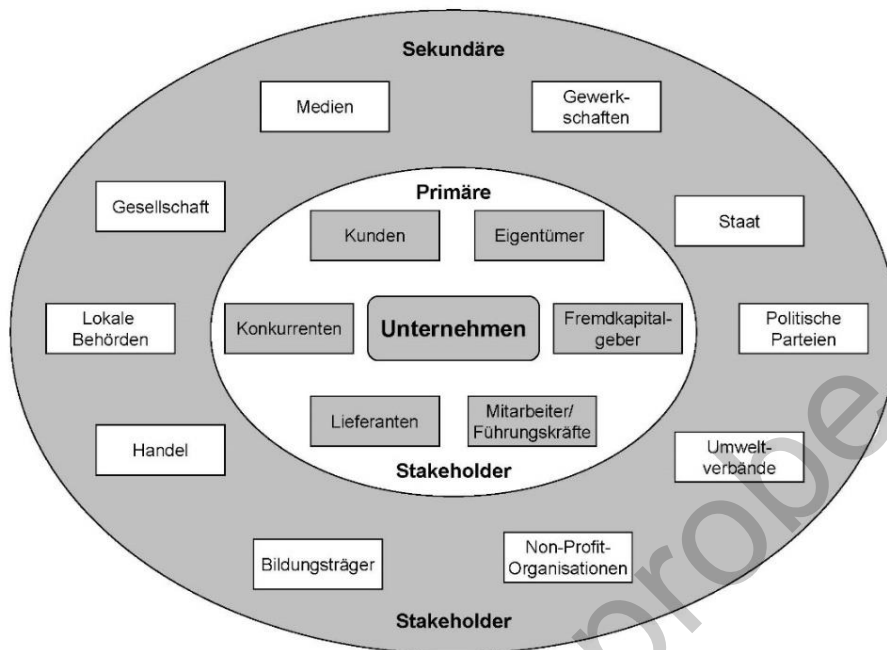 Sekundäre
Medien
Gewerk-
schaften
Gesellschaft
Primäre
Staat
Kunden
Eigentümer
Lokale
Behörden
Konkurrenten
Unternehmen
Fremdkapital-
geber
Politische
Parteien
Lieferanten
Mitarbeiter/
Führungskräfte
Handel
Umwelt-
verbände
Stakeholder
Bildungsträger
Non-Profit-
Organisationen
Stakeholder
probe